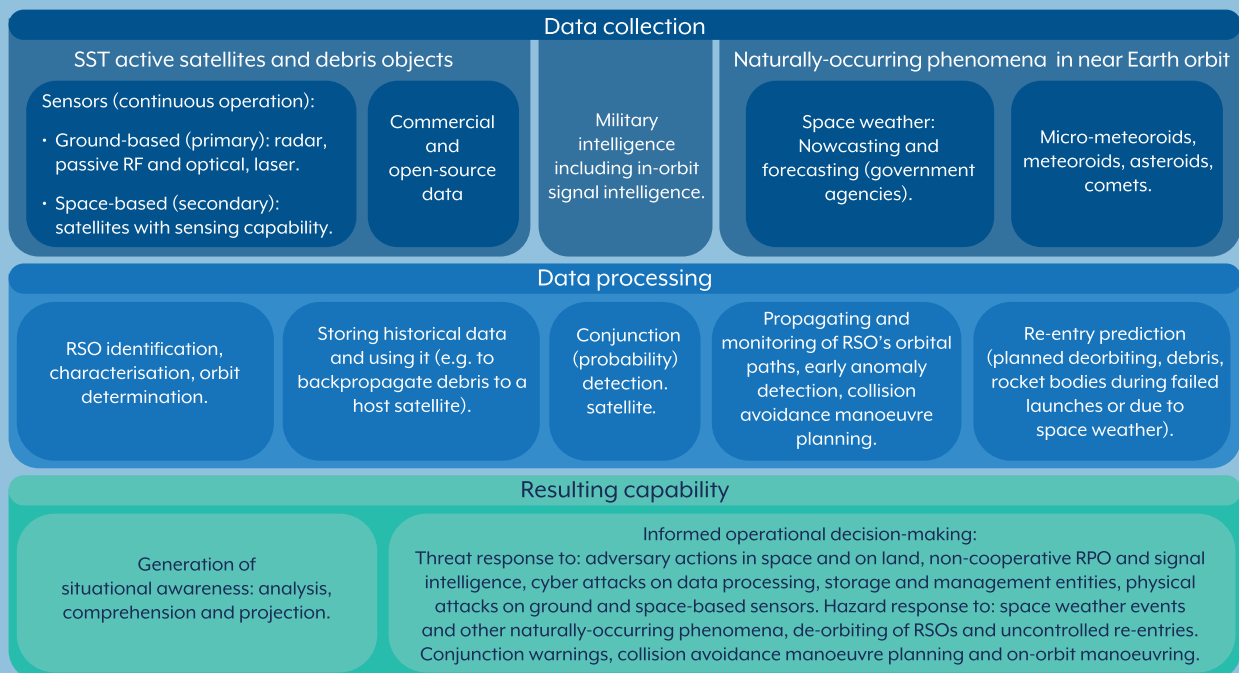 Data collection
SST active satellites and debris objects
Sensors (continuous operation):
• Ground-based (primary): radar,
passive RF and optical, laser.
• Space-based (secondary):
satellites with sensing capability.
Commercial
and
open-source
data
Military
intelligence
including in-orbit
signal intelligence.
Naturally-occurring phenomena in near Earth orbit
Space weather:
Nowcasting and
forecasting (government
agencies).
Micro-meteoroids,
meteoroids, asteroids,
comets.
Data processing
RSO identification,
characterisation, orbit
determination.
Storing historical data
and using it (e.g. to
backpropagate debris to a
host satellite).
Conjunction
(probability)
detection.
satellite.
Propagating and
monitoring of RSO's orbital
paths, early anomaly
detection, collision
avoidance manoeuvre
planning.
Re-entry prediction
(planned deorbiting, debris,
rocket bodies during failed
launches or due to
space weather).
Resulting capability
Generation of
situational awareness: analysis,
comprehension and projection.
Informed operational decision-making:
Threat response to: adversary actions in space and on land, non-cooperative RPO and signal
intelligence, cyber attacks on data processing, storage and management entities, physical
attacks on ground and space-based sensors. Hazard response to: space weather events
and other naturally-occurring phenomena, de-orbiting of RSOs and uncontrolled re-entries.
Conjunction warnings, collision avoidance manoeuvre planning and on-orbit manoeuvring.